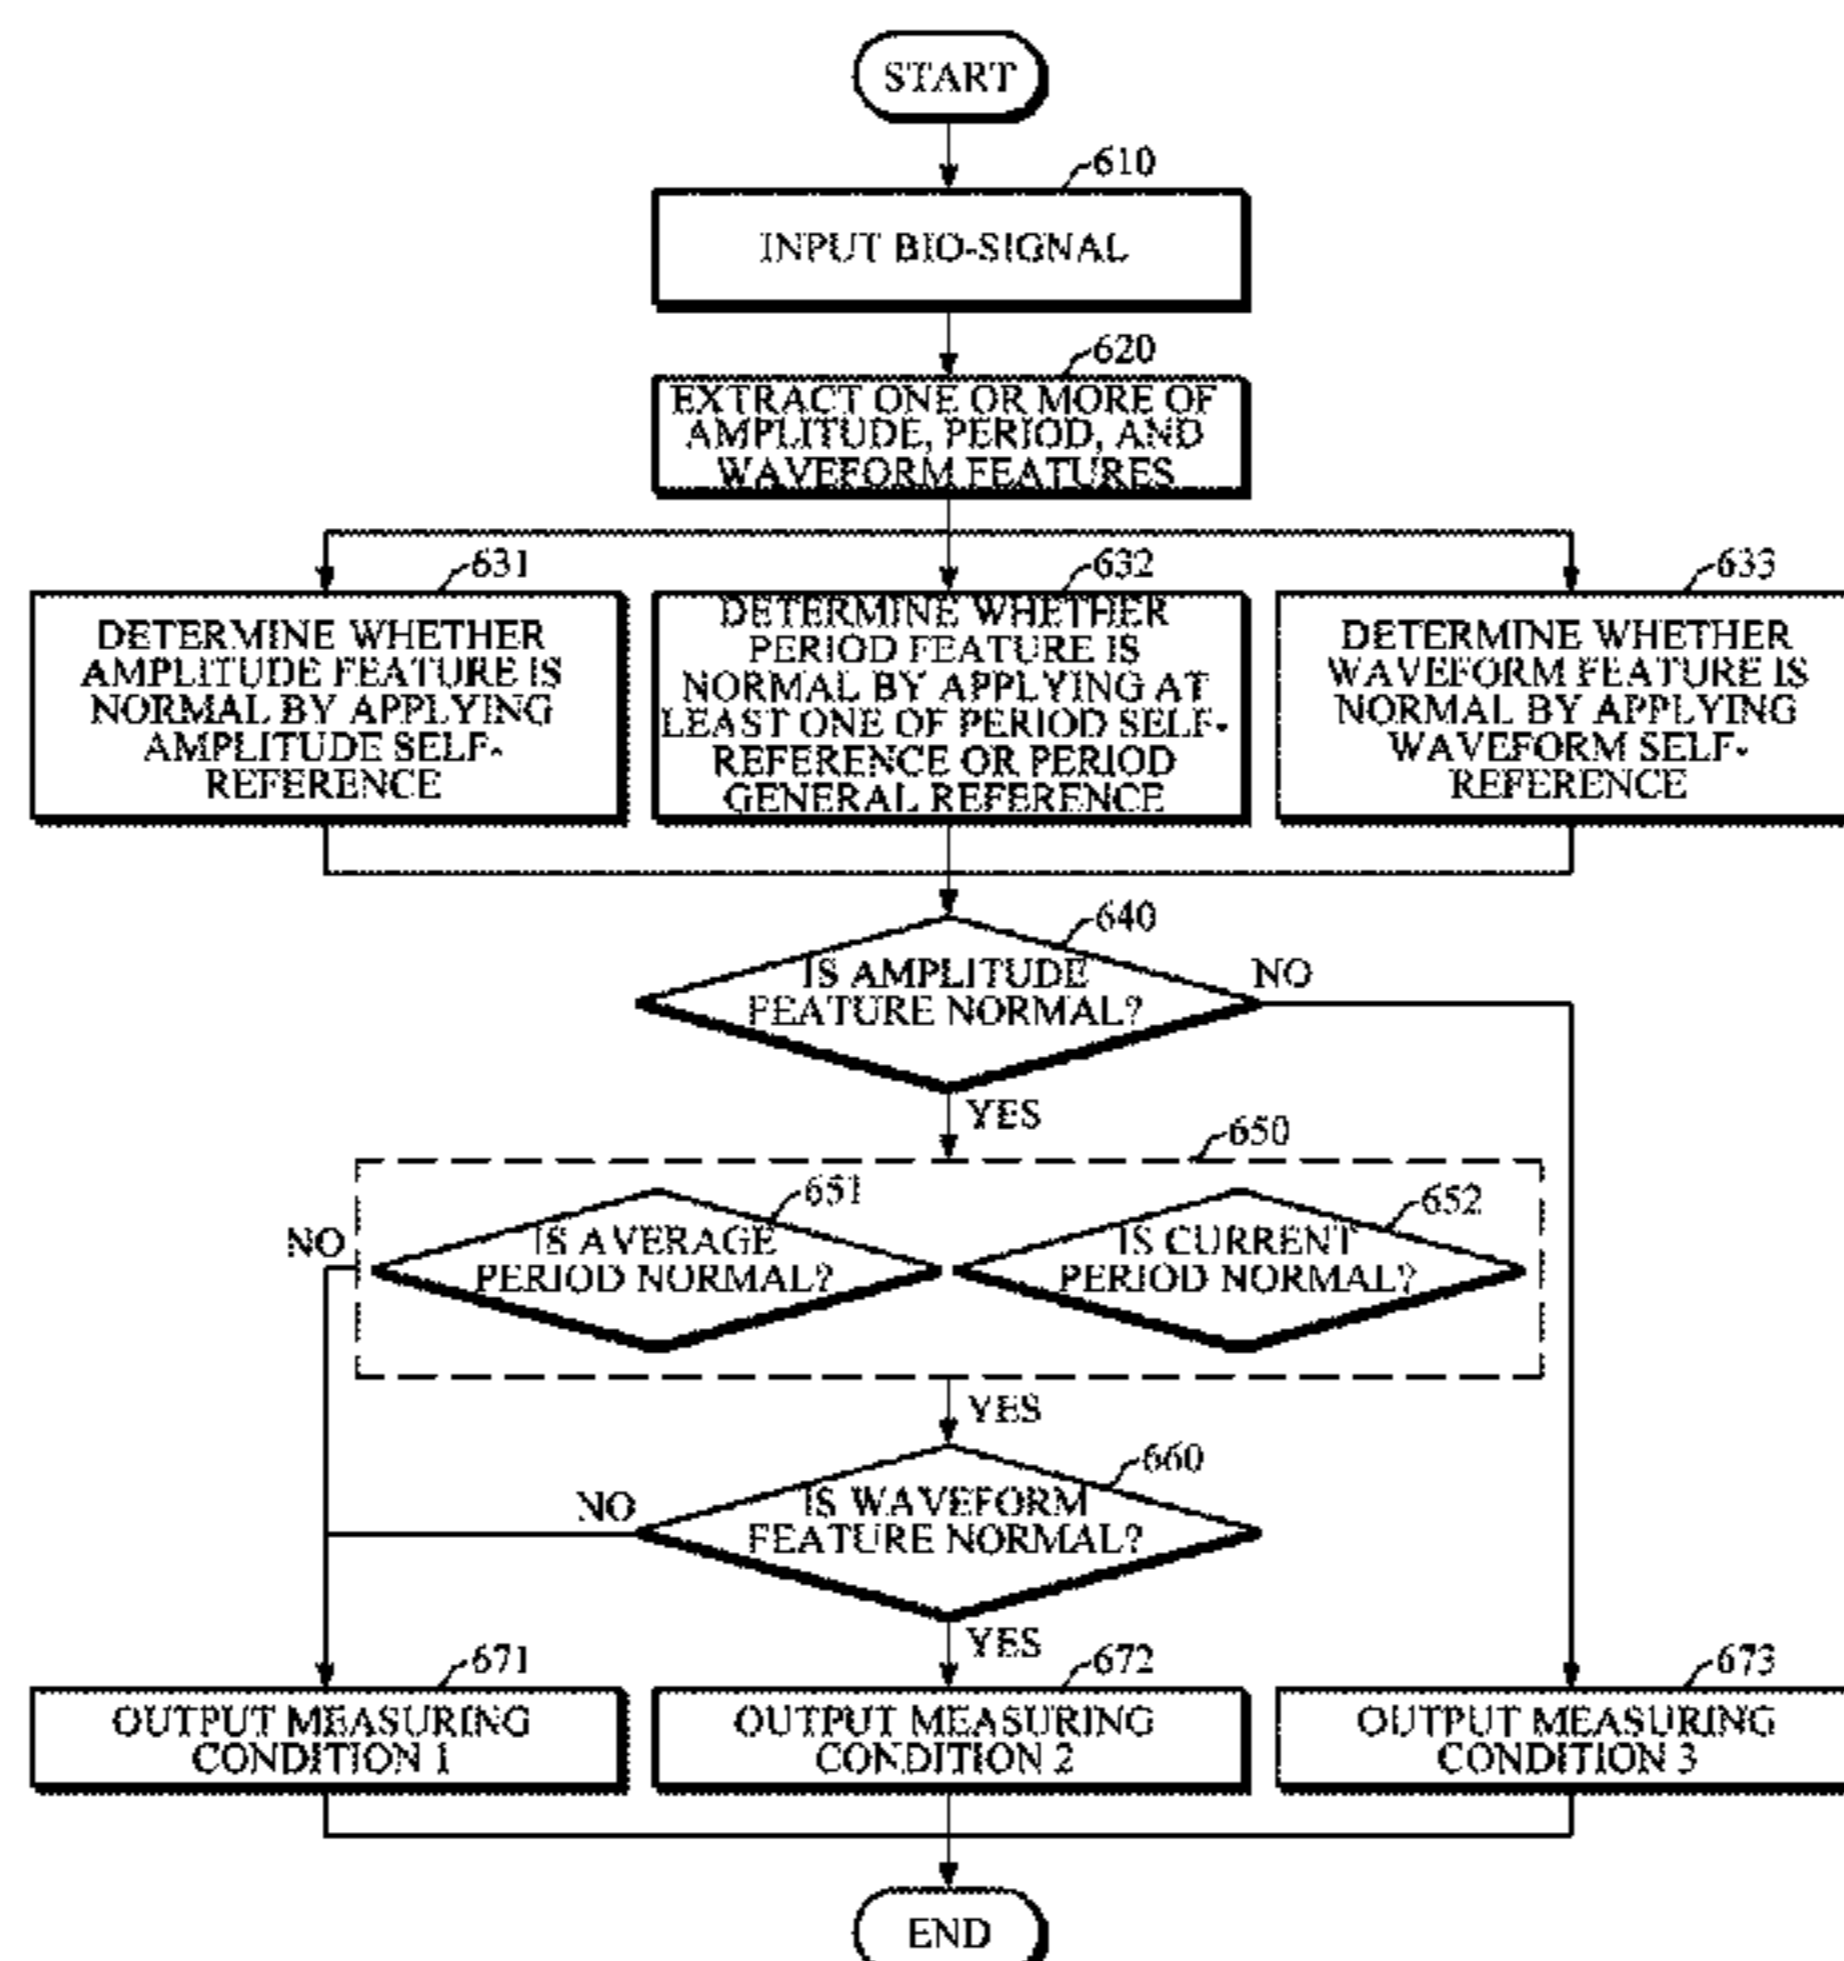 START
610
INPUT BIO-SIGNAL
620
EXTRACT ONE OR MORE OF
AMPLITUDE, PERIOD, AND
WAVEFORM FEATURES
631
DETERMINE WHETHER
AMPLITUDE FEATURE IS
NORMAL BY APPLYING
AMPLITUDE SELF-
REFERENCE
632
DETERMINE WHETHER
PERIOD FEATURE IS
NORMAL BY APPLYING AT
LEAST ONE OF PERIOD SELF-
REFERENCE OR PERIOD
GENERAL REFERENCE
633
DETERMINE WHETHER
WAVEFORM FEATURE IS
NORMAL BY APPLYING
WAVEFORM SELF-
REFERENCE
640
IS AMPLITUDE
FEATURE NORMAL?
NO
YES
650
651
IS AVERAGE
PERIOD NORMAL?
652
IS CURRENT
PERIOD NORMAL?
NO
YES
660
IS WAVEFORM
FEATURE NORMAL?
NO
YES
671
OUTPUT MEASURING
CONDITION 1
672
OUTPUT MEASURING
CONDITION 2
673
OUTPUT MEASURING
CONDITION 3
END